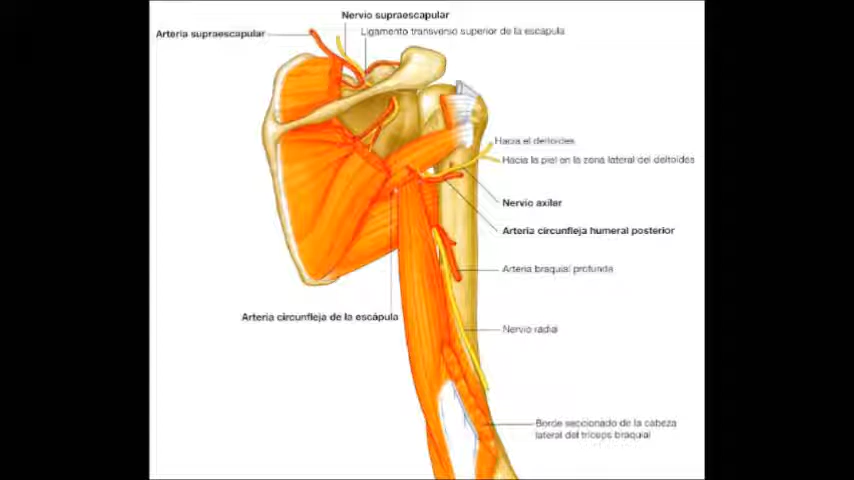 Nervio supraescapular
Arteria supraescapular
Ligamento transverso superior de la escápula
Hacia el deltoides
Hacia la piel en la zona lateral del deltoides
Nervio axilar
Arteria circunfleja humeral posterior
Arteria braquial profunda
Arteria circunfleja de la escápula
Nervio radial
Borde seccionado de la cabeza
lateral del tríceps braquial